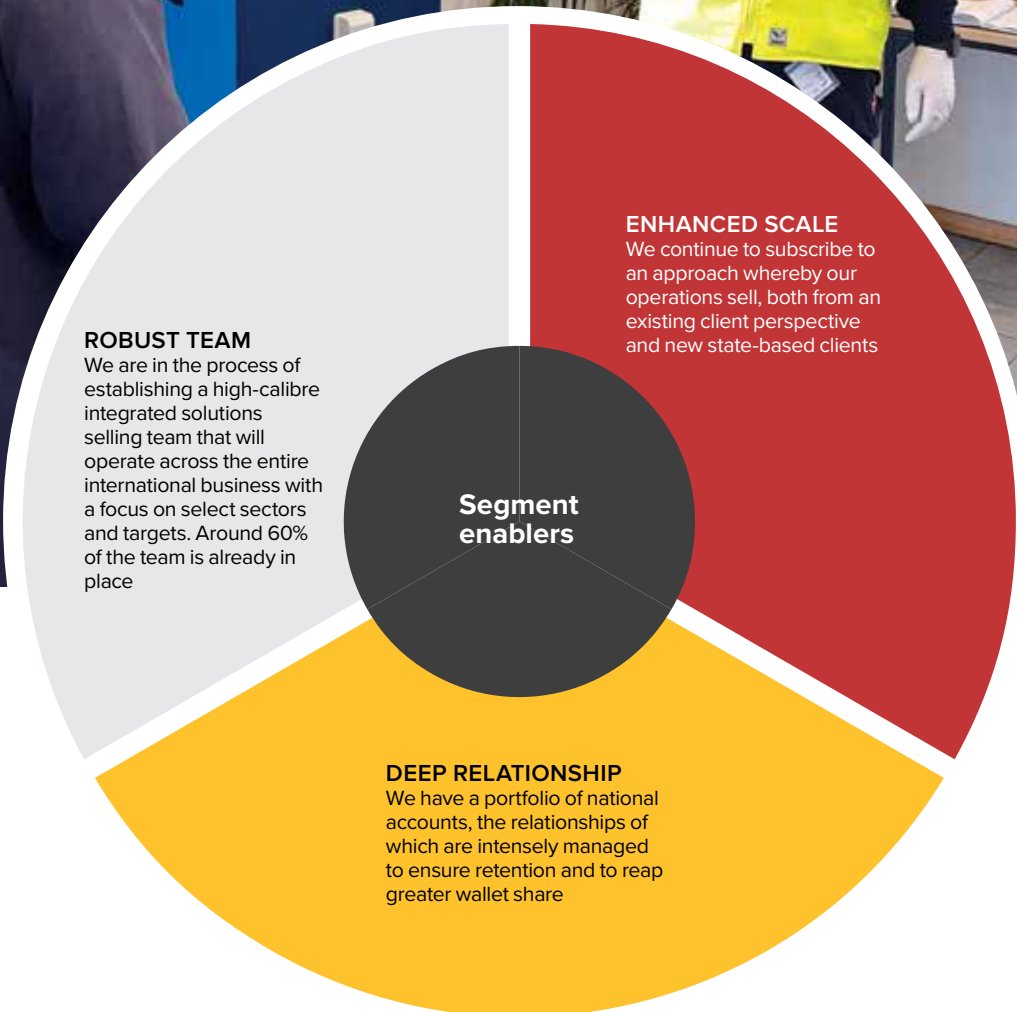 ENHANCED SCALE
We continue to subscribe to
an approach whereby our
operations sell, both from an
existing client perspective
and new state-based clients
ROBUST TEAM
We are in the process of
establishing a high-calibre
integrated solutions
selling team that will
operate across the entire
international business with
a focus on select sectors
and targets. Around 60%
of the team is already in
place
Segment
enablers
DEEP RELATIONSHIP
We have a portfolio of national
accounts, the relationships of
which are intensely managed
to ensure retention and to reap
greater wallet share